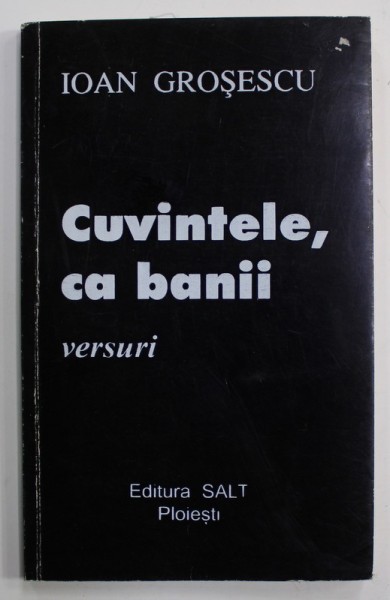 IOAN GROŞESCU
Cuvintele,
ca banii
versuri
Editura SALT
Ploieşti